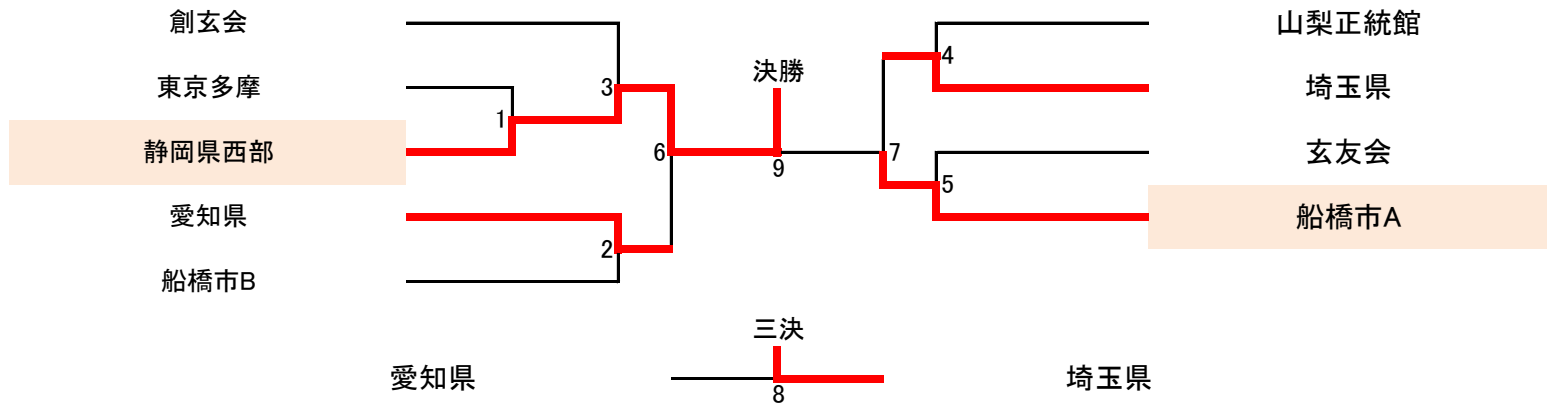 創玄会
山梨正統館
4
東京多摩
3
決勝
埼玉県
1
静岡県西部
6
9
7
玄友会
5
愛知県
船橋市A
2
船橋市B
三決
愛知県
埼玉県
8